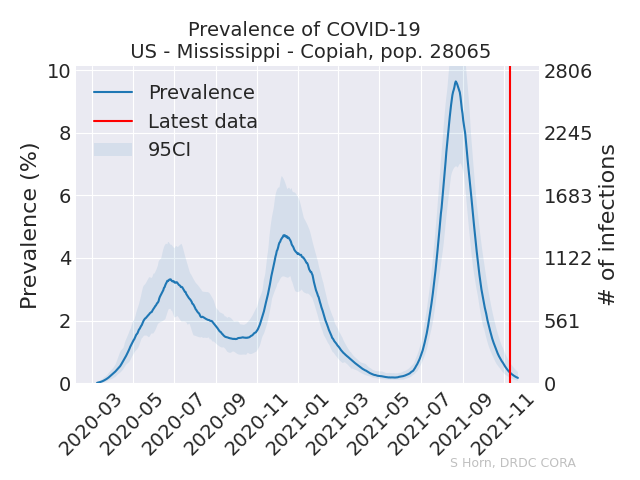 Prevalence of COVID-19
US - Mississippi - Copiah, pop. 28065
Prevalence
Latest data
95CI
Prevalence (%)
10
8
6
4
2
0
2806
2245
1683
1122
561
0
# of infections
2020-03
2020-05
2020-07
2020-09
2020-11
2021-01
2021-03
2021-05
2021-07
2021-09
2021-11
S Horn, DRDC CORA